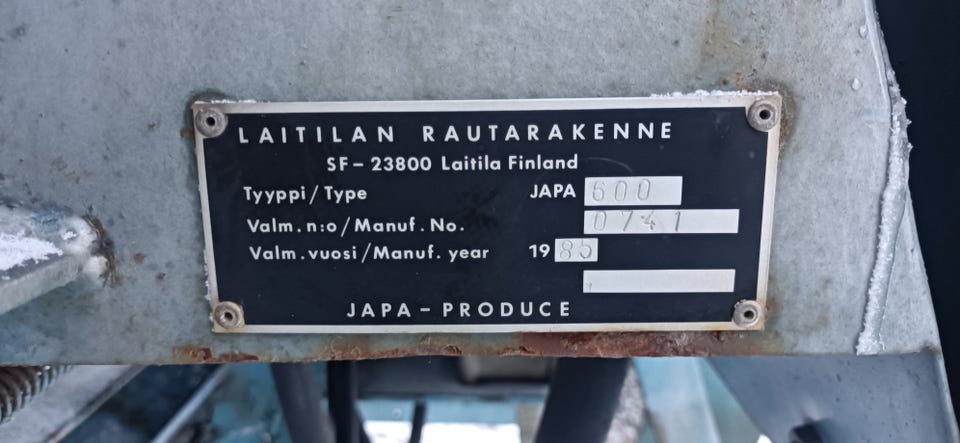 LAITILAN RAUTARAKENNE
SF-23800 Laitila Finland
Tyyppi/Type JAPA 600
Valm.n:o/Manuf.No. 0741
Valm.vuosi/Manuf.year 1985
JAPA-PRODUCE